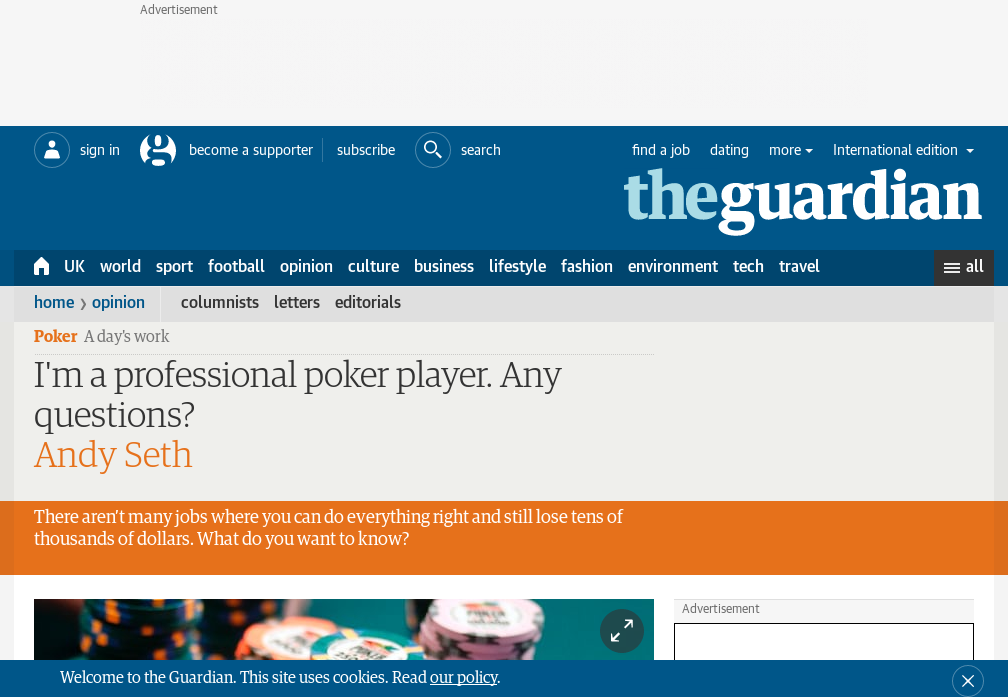 Advertisement
sign in
become a supporter
subscribe
search
find a job
dating
more
International edition
theguardian
UK
world
sport
football
opinion
culture
business
lifestyle
fashion
environment
tech
travel
all
home
opinion
columnists
letters
editorials
Poker
A day's work
I'm a professional poker player. Any
questions?
Andy Seth
There aren't many jobs where you can do everything right and still lose tens of
thousands of dollars. What do you want to know?
Advertisement
Welcome to the Guardian. This site uses cookies. Read our policy.